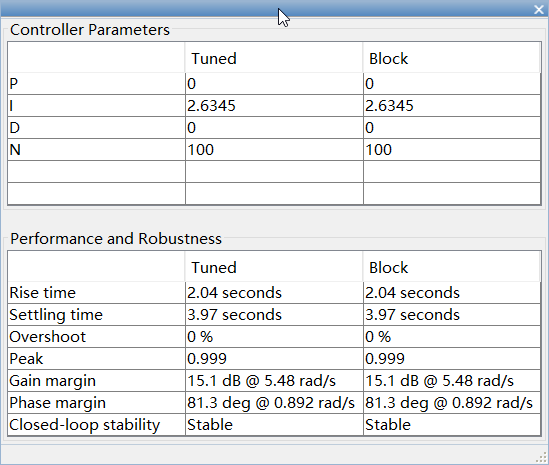 Controller Parameters
Tuned Block
P 0 0
I 2.6345 2.6345
D 0 0
N 100 100
Performance and Robustness
Tuned Block
Rise time 2.04 seconds 2.04 seconds
Settling time 3.97 seconds 3.97 seconds
Overshoot 0 % 0 %
Peak 0.999 0.999
Gain margin 15.1 dB @ 5.48 rad/s 15.1 dB @ 5.48 rad/s
Phase margin 81.3 deg @ 0.892 rad/s 81.3 deg @ 0.892 rad/s
Closed-loop stability Stable Stable